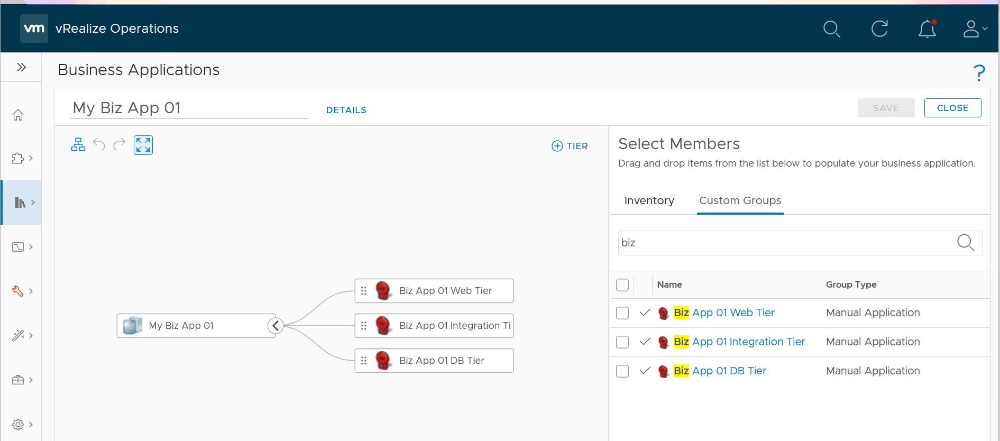 vm vRealize Operations
Business Applications
?
My Biz App 01
DETAILS
SAVE
CLOSE
TIER
My Biz App 01
Biz App 01 Web Tier
Biz App 01 Integration Ti
Biz App 01 DB Tier
Select Members
Drag and drop items from the list below to populate your business application.
Inventory
Custom Groups
biz
Name
Group Type
Biz App 01 Web Tier
Manual Application
Biz App 01 Integration Tier
Manual Application
Biz App 01 DB Tier
Manual Application